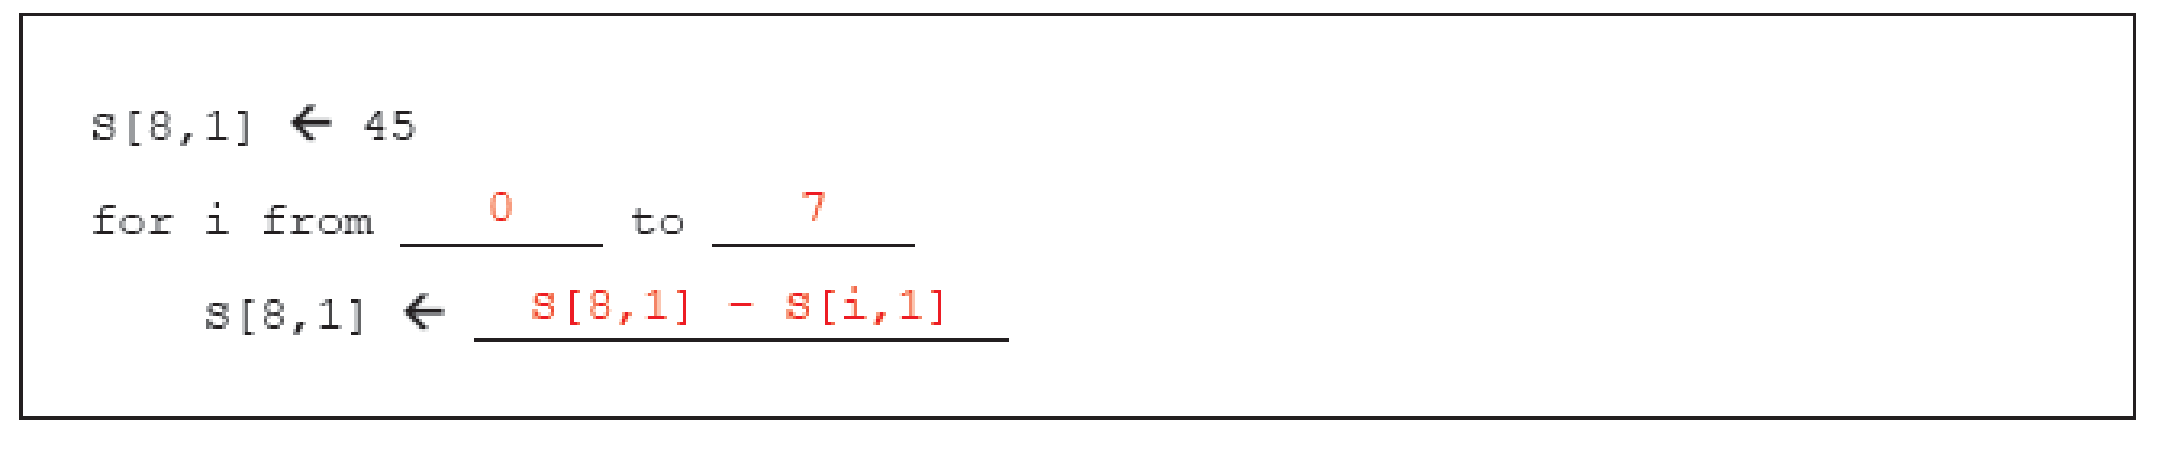 S[8,1] ← 45
for i from 0 to 7
S[8,1] ← S[8,1] - S[i,1]